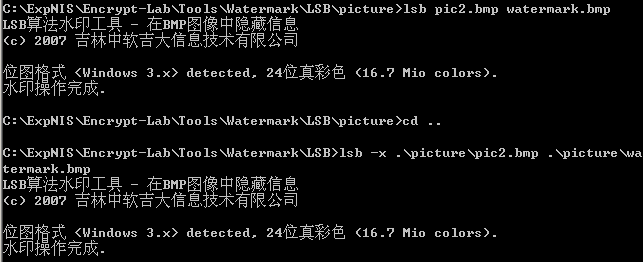 C:\ExpNIS\Encrypt-Lab\Tools\Watermark\LSB\picture>lsb pic2.bmp watermark.bmp
LSB算法水印工具 - 在BMP图像中隐藏信息
(c) 2007 吉林中软吉大信息技术有限公司
位图格式 <Windows 3.x> detected, 24位真彩色 (16.7 Mio colors).
水印操作完成.
C:\ExpNIS\Encrypt-Lab\Tools\Watermark\LSB\picture>cd ..
C:\ExpNIS\Encrypt-Lab\Tools\Watermark\LSB>lsb -x .\picture\pic2.bmp .\picture\wa
termark.bmp
LSB算法水印工具 - 在BMP图像中隐藏信息
(c) 2007 吉林中软吉大信息技术有限公司
位图格式 <Windows 3.x> detected, 24位真彩色 (16.7 Mio colors).
水印操作完成.